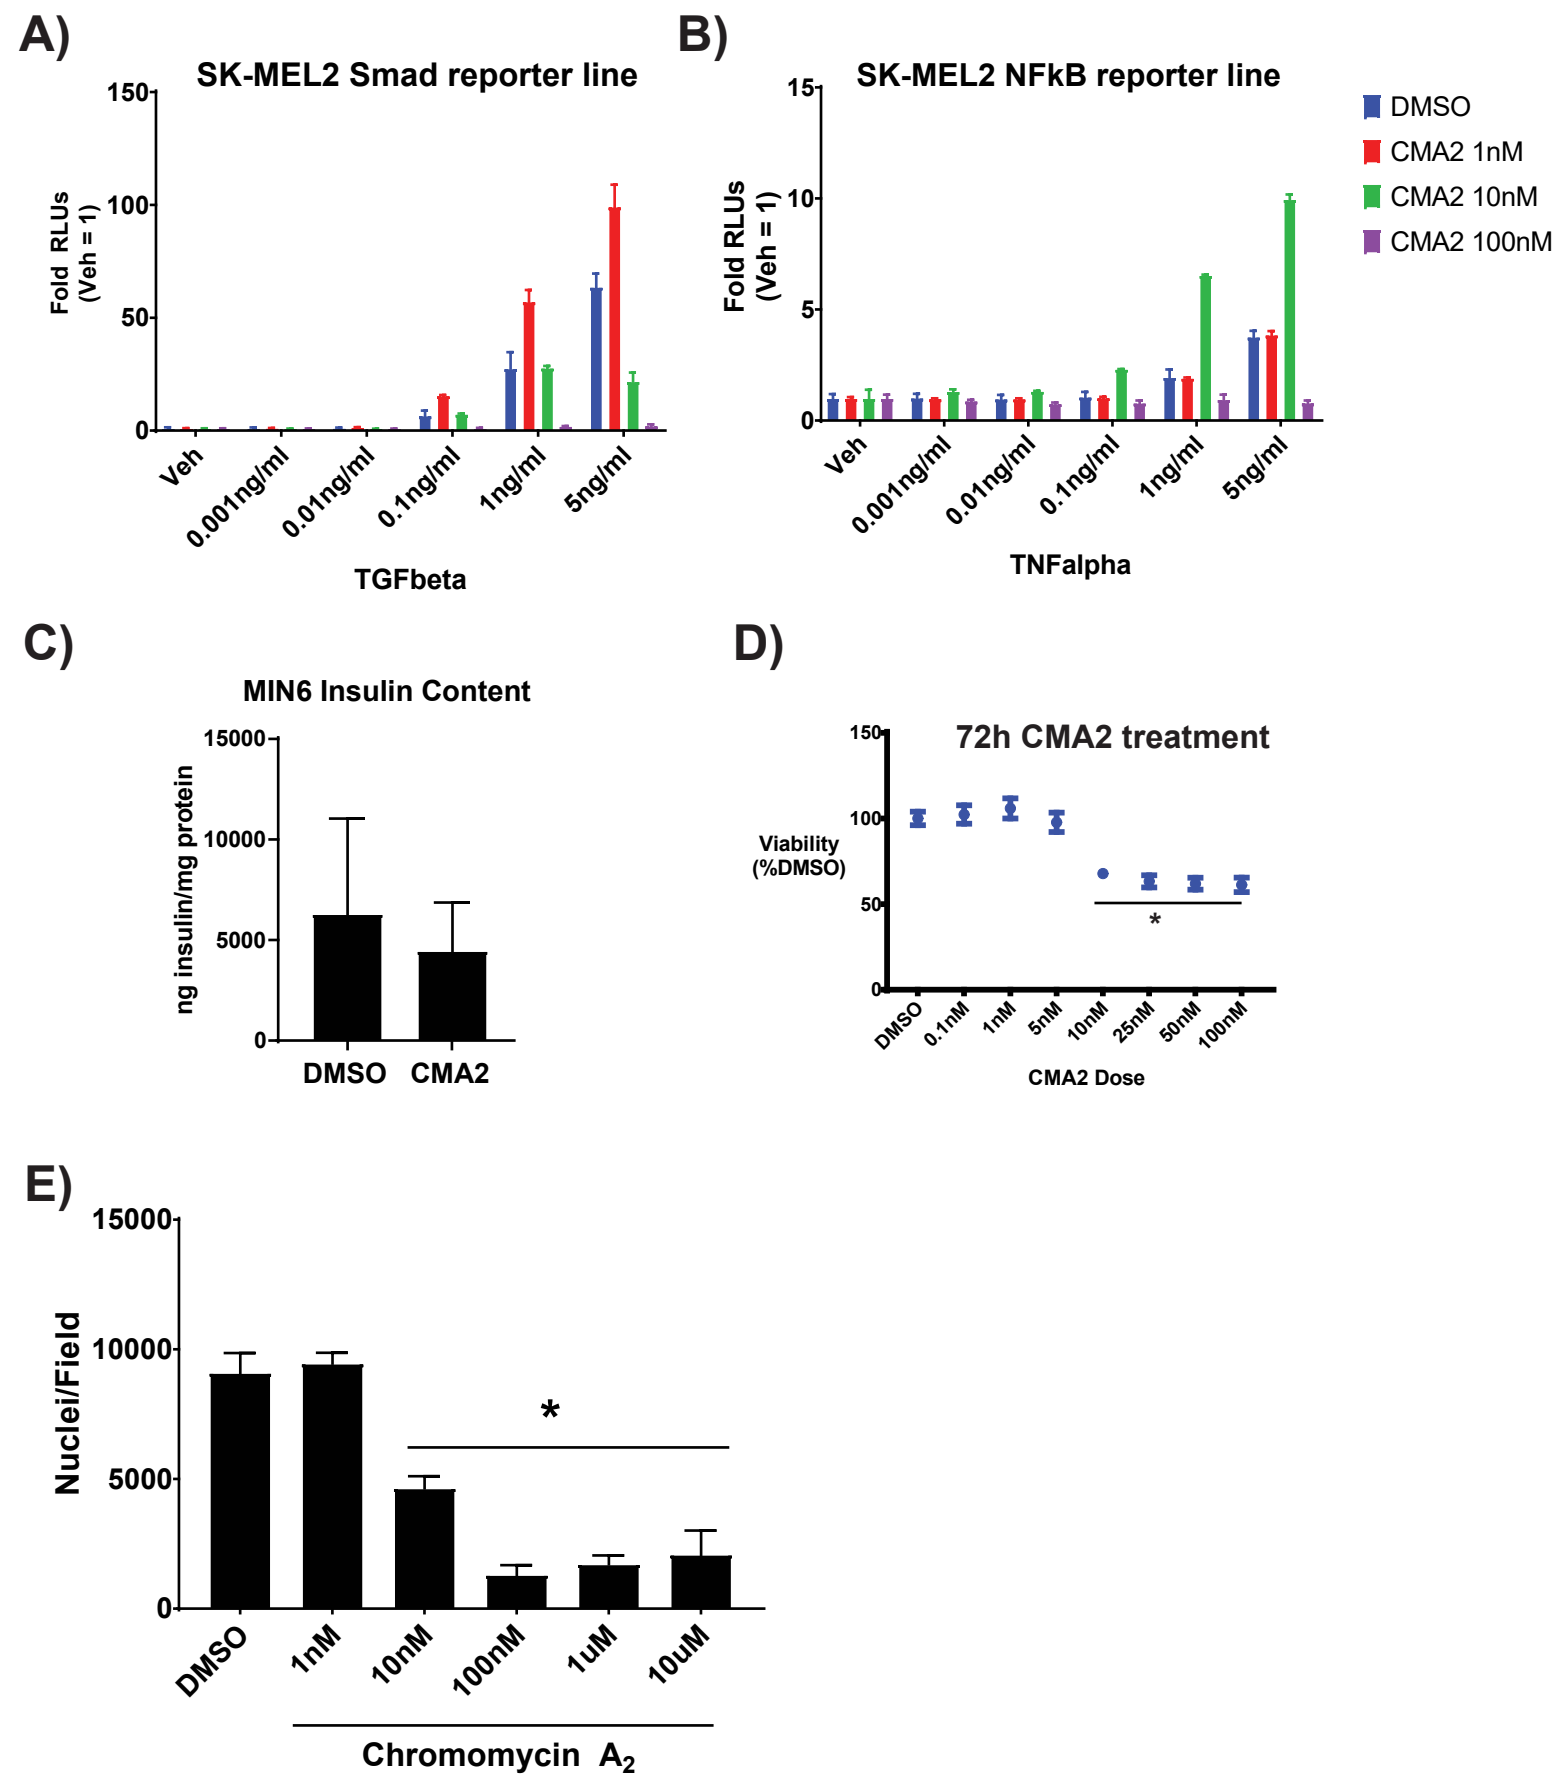 A)
SK-MEL2 Smad reporter line
150
100
50
0
Fold RLUs
(Veh = 1)
Veh
0.001ng/ml
0.01ng/ml
0.1ng/ml
1ng/ml
5ng/ml
TGFbeta
B)
SK-MEL2 NFkB reporter line
15
10
5
0
Fold RLUs
(Veh = 1)
Veh
0.001ng/ml
0.01ng/ml
0.1ng/ml
1ng/ml
5ng/ml
TNFalpha
DMSO
CMA2 1nM
CMA2 10nM
CMA2 100nM
C)
MIN6 Insulin Content
15000
10000
5000
0
ng insulin/mg protein
DMSO
CMA2
D)
72h CMA2 treatment
150
100
50
0
Viability
(%DMSO)
*
DMSO
0.1nM
1nM
5nM
10nM
25nM
50nM
100nM
CMA2 Dose
E)
15000
10000
5000
0
Nuclei/Field
*
DMSO
1nM
10nM
100nM
1uM
10uM
Chromomycin A₂